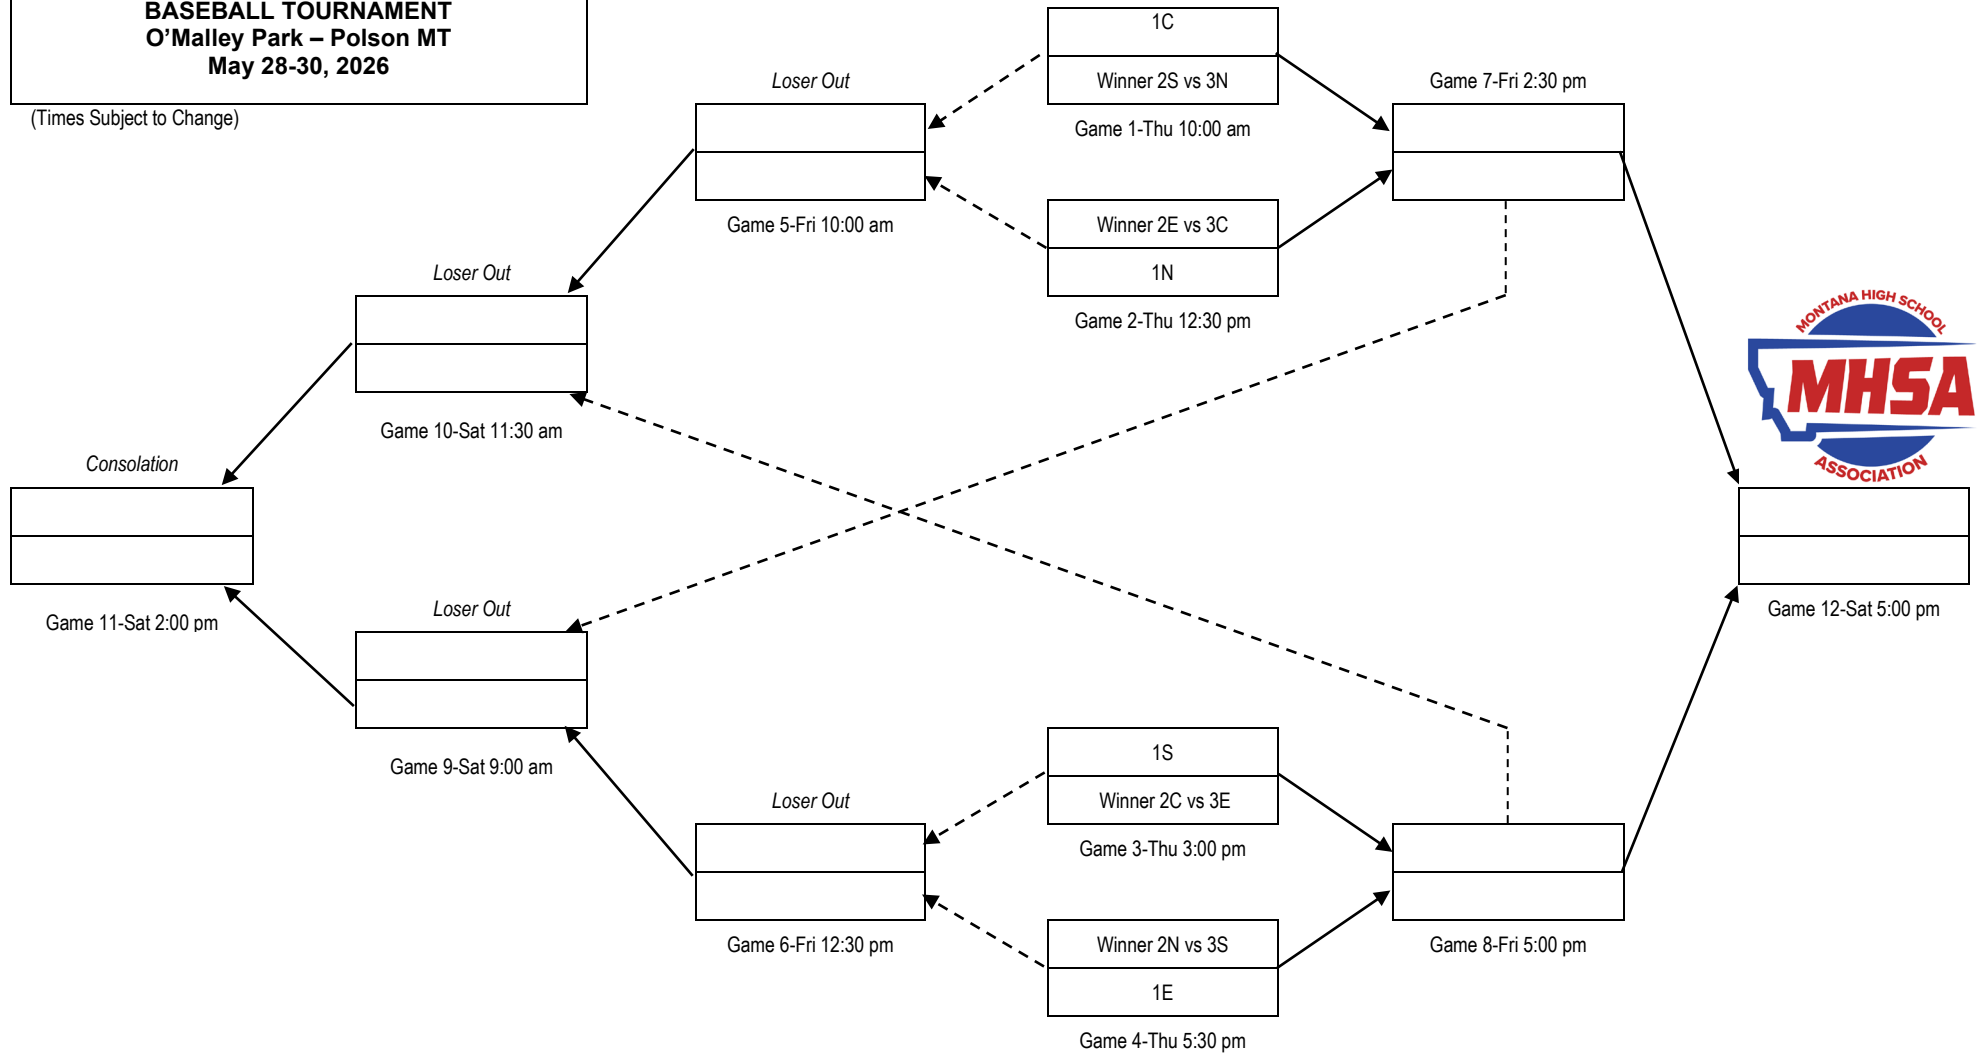 BASEBALL TOURNAMENT
O’Malley Park – Polson MT
May 28-30, 2026
(Times Subject to Change)
1C
Winner 2S vs 3N
Game 1-Thu 10:00 am
Loser Out
Game 5-Fri 10:00 am
Game 7-Fri 2:30 pm
Winner 2E vs 3C
1N
Game 2-Thu 12:30 pm
Loser Out
Game 10-Sat 11:30 am
MONTANA HIGH SCHOOL
MHSA
ASSOCIATION
Consolation
Game 11-Sat 2:00 pm
Loser Out
Game 9-Sat 9:00 am
Game 12-Sat 5:00 pm
1S
Winner 2C vs 3E
Game 3-Thu 3:00 pm
Loser Out
Game 6-Fri 12:30 pm
Winner 2N vs 3S
1E
Game 4-Thu 5:30 pm
Game 8-Fri 5:00 pm